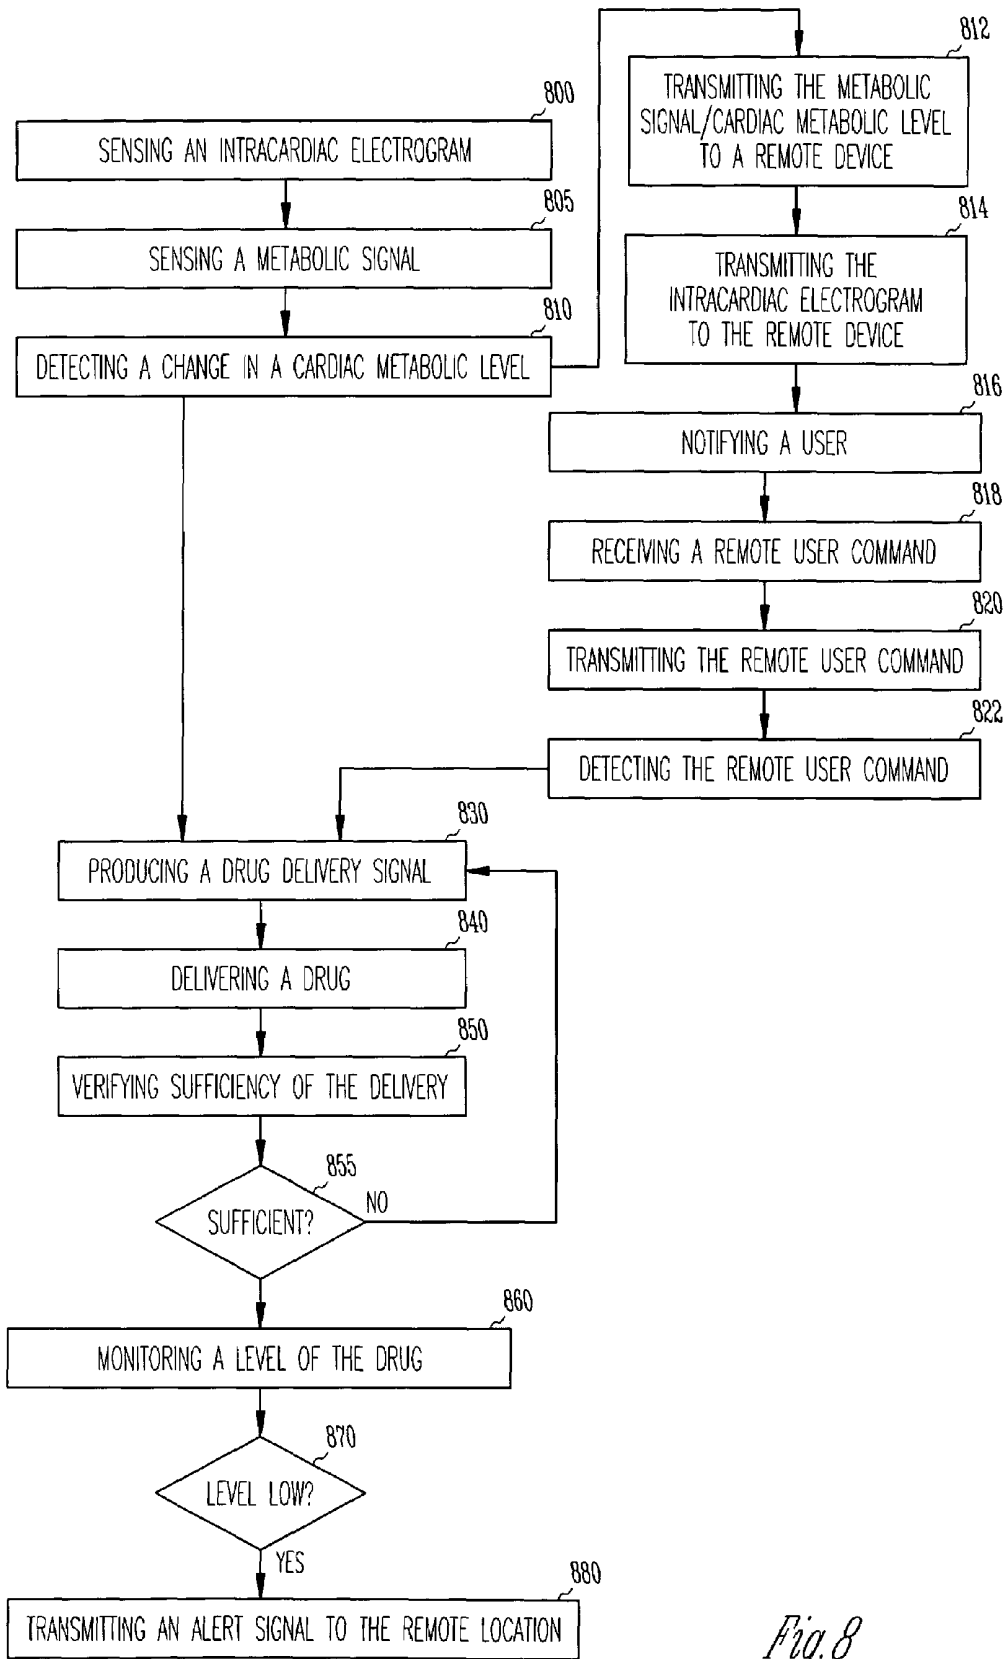 800
SENSING AN INTRACARDIAC ELECTROGRAM
805
SENSING A METABOLIC SIGNAL
810
DETECTING A CHANGE IN A CARDIAC METABOLIC LEVEL
812
TRANSMITTING THE METABOLIC
SIGNAL/CARDIAC METABOLIC LEVEL
TO A REMOTE DEVICE
814
TRANSMITTING THE
INTRACARDIAC ELECTROGRAM
TO THE REMOTE DEVICE
816
NOTIFYING A USER
818
RECEIVING A REMOTE USER COMMAND
820
TRANSMITTING THE REMOTE USER COMMAND
822
DETECTING THE REMOTE USER COMMAND
830
PRODUCING A DRUG DELIVERY SIGNAL
840
DELIVERING A DRUG
850
VERIFYING SUFFICIENCY OF THE DELIVERY
855
SUFFICIENT?
NO
860
MONITORING A LEVEL OF THE DRUG
870
LEVEL LOW?
YES
880
TRANSMITTING AN ALERT SIGNAL TO THE REMOTE LOCATION
Fig.8